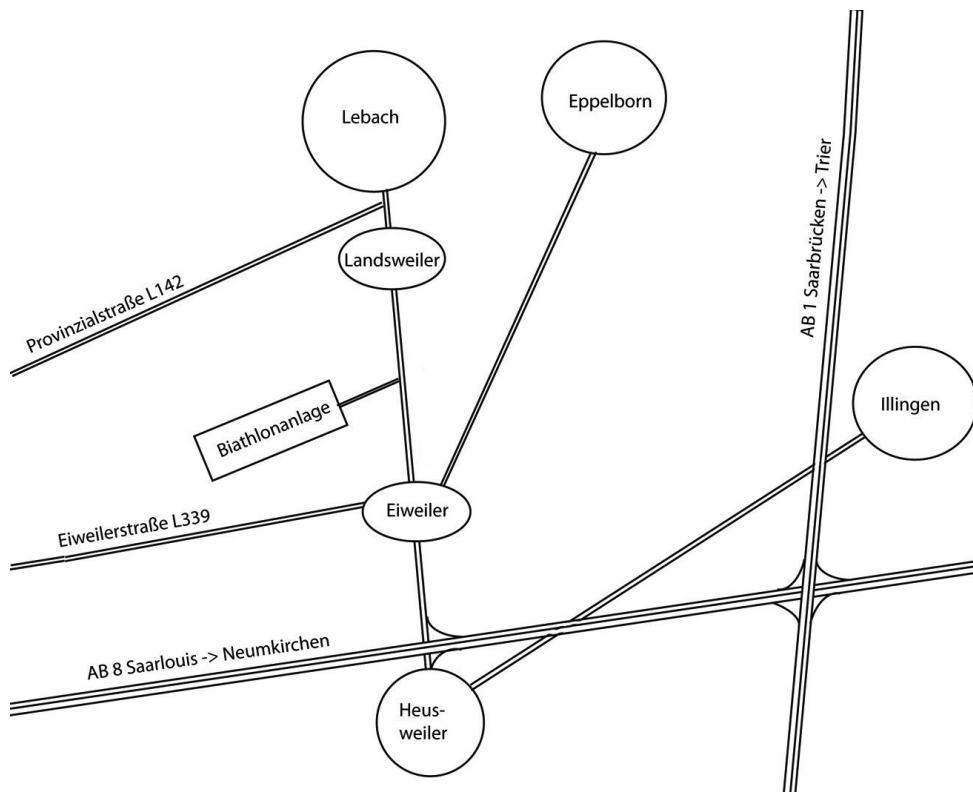 Lebach
Eppelborn
AB 1 Saarbrücken -> Trier
Landsweiler
Provinzialstraße L142
Illingen
Biathlonanlage
Eiweiler
Eiweilerstraße L339
AB 8 Saarlouis -> Neumkirchen
Heus-
weiler